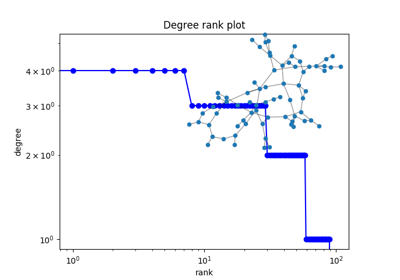 Degree rank plot
degree
4 × 10⁰
3 × 10⁰
2 × 10⁰
10⁰
10⁰ 10¹ 10²
rank